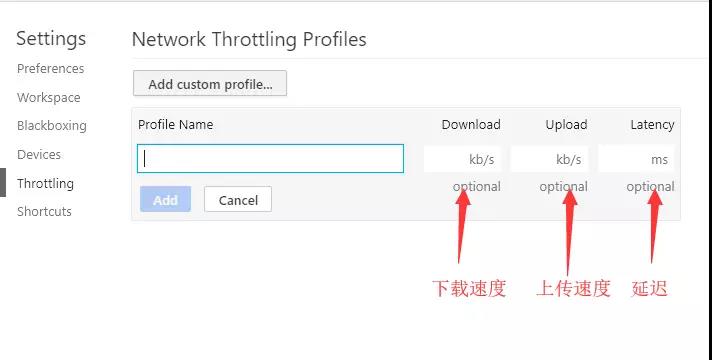 Settings
Preferences
Workspace
Blackboxing
Devices
Throttling
Shortcuts
Network Throttling Profiles
Add custom profile...
Profile Name Download Upload Latency
kb/s kb/s ms
optional optional optional
Add Cancel
下载速度 上传速度 延迟